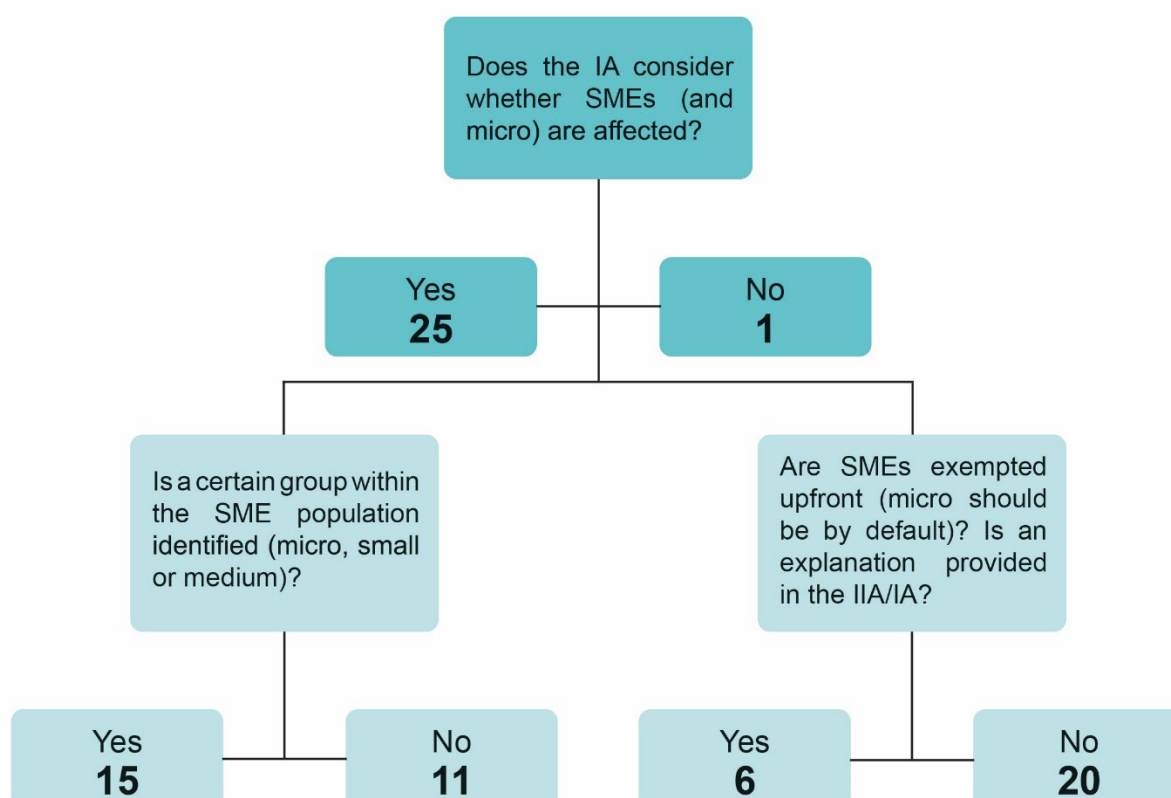 Does the IA consider
whether SMEs (and
micro) are affected?
Yes
25
No
1
Is a certain group within
the SME population
identified (micro, small
or medium)?
Are SMEs exempted
upfront (micro should
be by default)? Is an
explanation provided
in the IIA/IA?
Yes
15
No
11
Yes
6
No
20